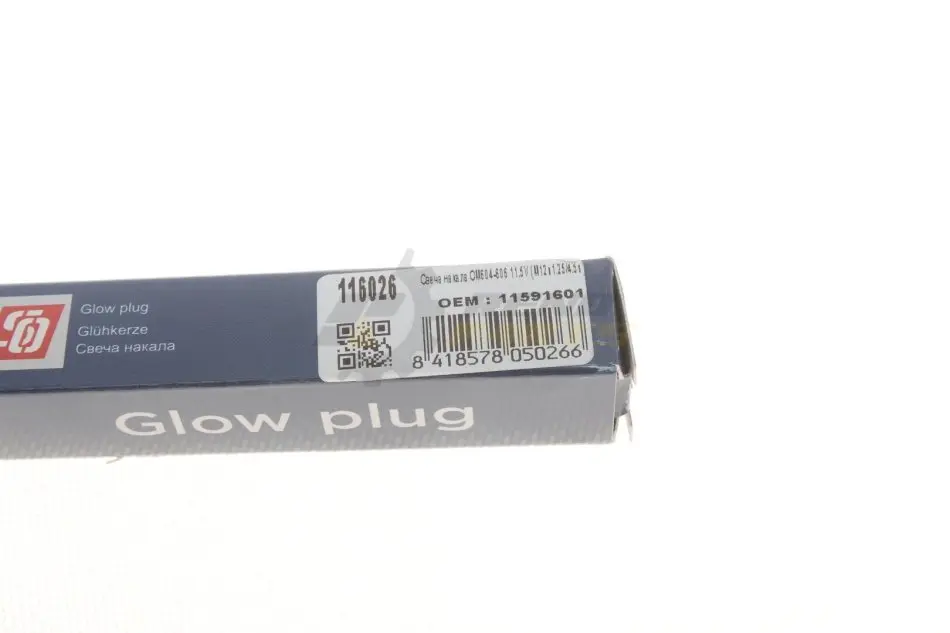 116026
Свеча накала OM604-606 11.5V (M12x1.25/4.5s
OEM : 11591601
8 418578 050266
Glow plug
Glühkerze
Свеча накала
Glow plug